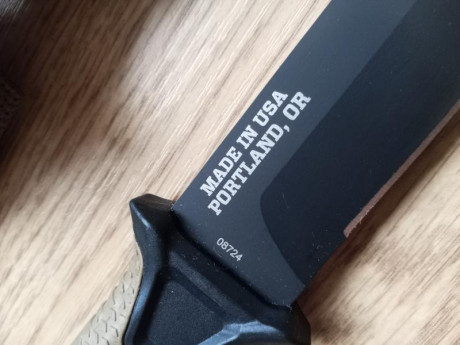 MADE IN USA
PORTLAND, OR
08724